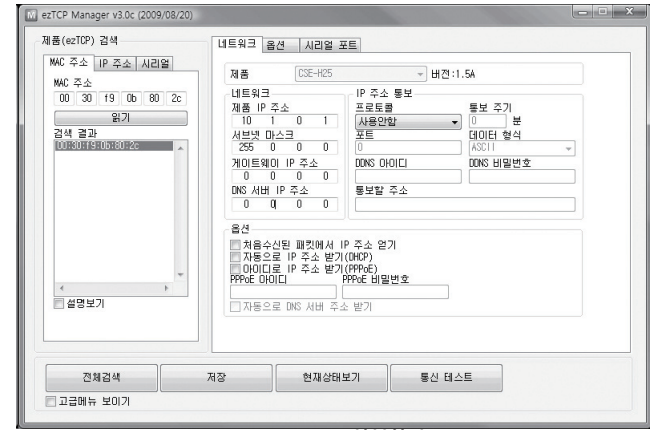 ezTCP Manager v3.0c (2009/08/20)
제품(ezTCP) 검색
MAC 주소 IP 주소 시리얼
MAC 주소
00 30 f9 0b 80 2c
읽기
검색 결과
00:30:f9:0b:80:2c
설명보기
네트워크 옵션 시리얼 포트
제품 CSE-H25 버전:1.5A
네트워크
제품 IP 주소
10 1 0 1
서브넷 마스크
255 0 0 0
게이트웨이 IP 주소
0 0 0 0
DNS 서버 IP 주소
0 0 0 0
IP 주소 통보
프로토콜 통보 주기
사용안함 0 분
포트 데이터 형식
0 ASCII
DDNS 아이디 DDNS 비밀번호
통보할 주소
옵션
처음수신된 패킷에서 IP 주소 얻기
자동으로 IP 주소 받기(DHCP)
아이디로 IP 주소 받기(PPPoE)
PPPoE 아이디 PPPoE 비밀번호
자동으로 DNS 서버 주소 받기
전체검색 저장 현재상태보기 통신 테스트
고급메뉴 보이기